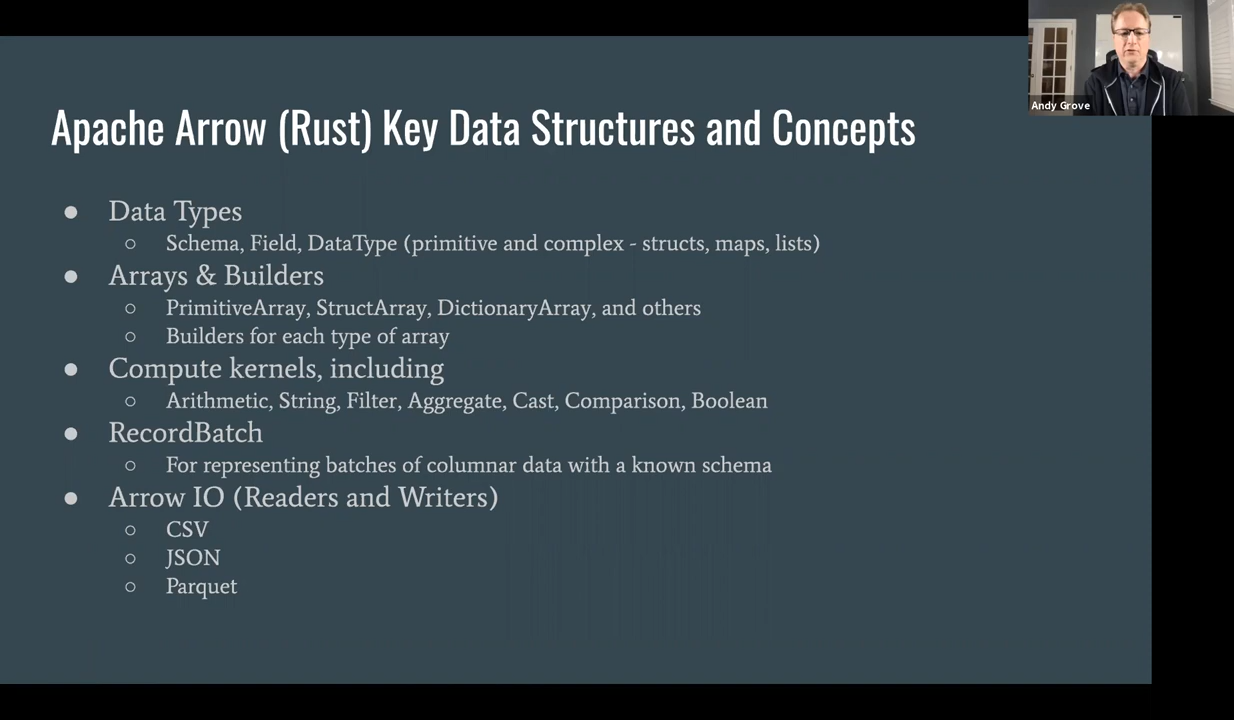 Andy Grove
Apache Arrow (Rust) Key Data Structures and Concepts
● Data Types
○ Schema, Field, DataType (primitive and complex - structs, maps, lists)
● Arrays & Builders
○ PrimitiveArray, StructArray, DictionaryArray, and others
○ Builders for each type of array
● Compute kernels, including
○ Arithmetic, String, Filter, Aggregate, Cast, Comparison, Boolean
● RecordBatch
○ For representing batches of columnar data with a known schema
● Arrow IO (Readers and Writers)
○ CSV
○ JSON
○ Parquet